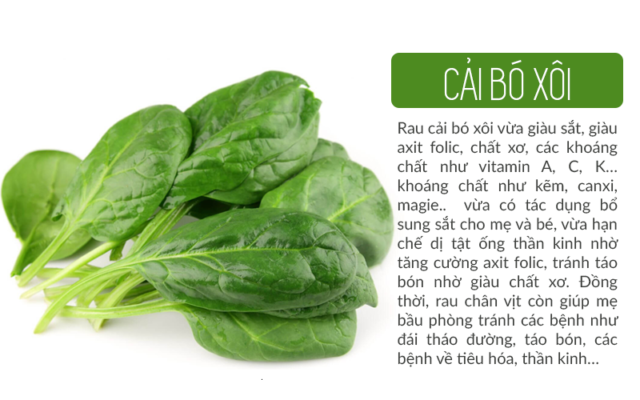 CẢI BÓ XÔI
Rau cải bó xôi vừa giàu sắt, giàu
axit folic, chất xơ, các khoáng
chất như vitamin A, C, K...
khoáng chất như kẽm, canxi,
magie.. vừa có tác dụng bổ
sung sắt cho mẹ và bé, vừa hạn
chế dị tật ống thần kinh nhờ
tăng cường axit folic, tránh táo
bón nhờ giàu chất xơ. Đồng
thời, rau chân vịt còn giúp mẹ
bầu phòng tránh các bệnh như
đái tháo đường, táo bón, các
bệnh về tiêu hóa, thần kinh...